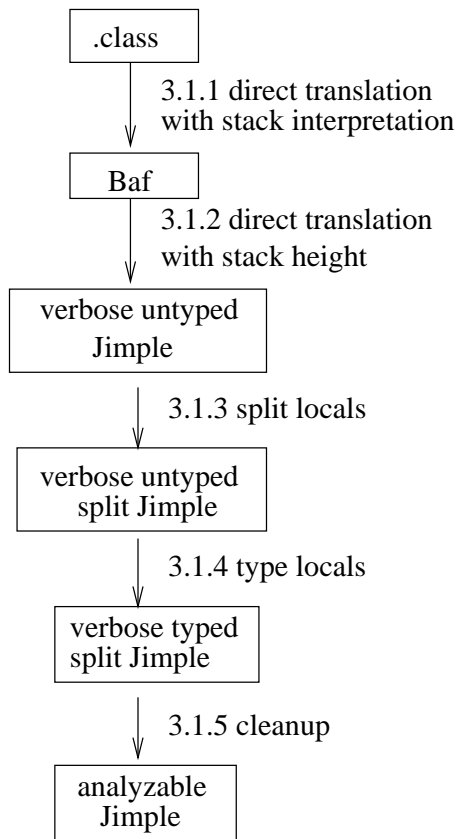 .class
3.1.1 direct translation
with stack interpretation
Baf
3.1.2 direct translation
with stack height
verbose untyped
Jimple
3.1.3 split locals
verbose untyped
split Jimple
3.1.4 type locals
verbose typed
split Jimple
3.1.5 cleanup
analyzable
Jimple